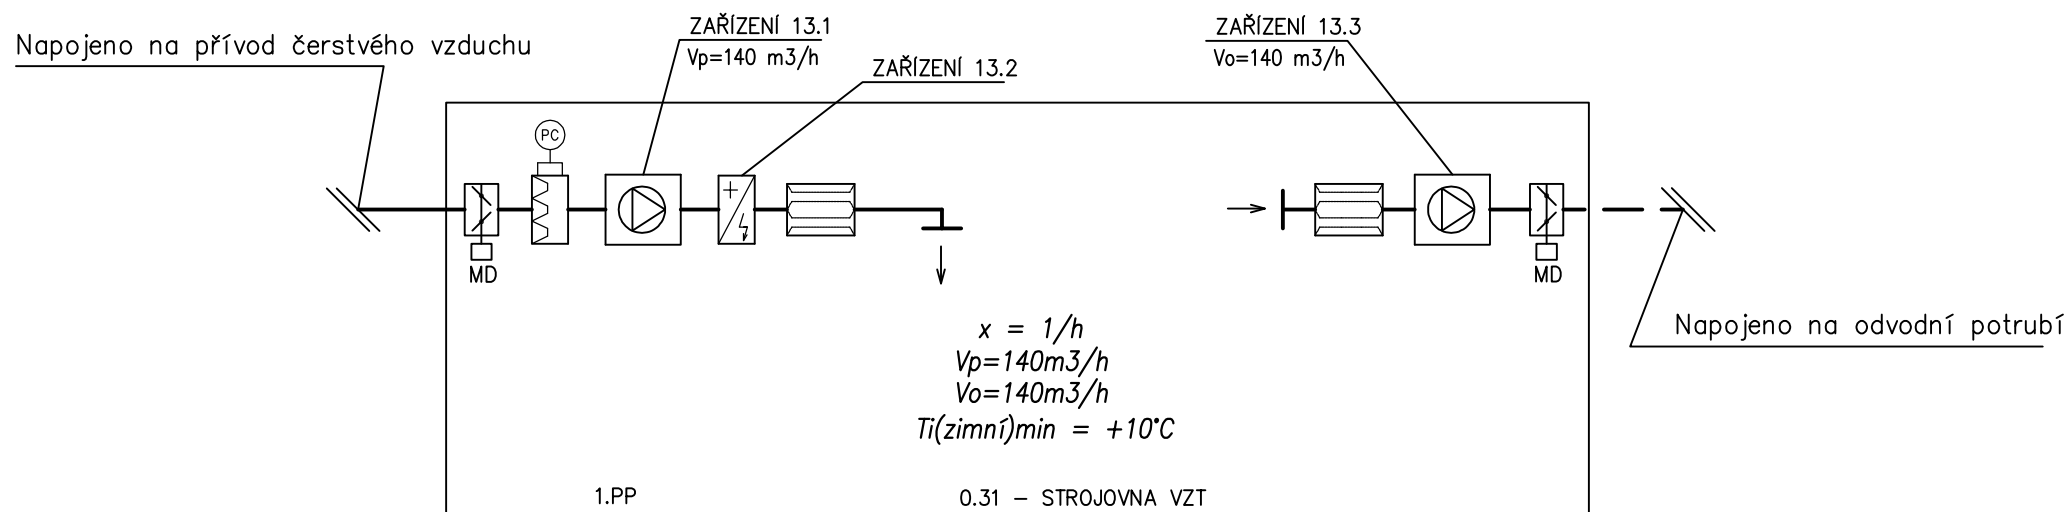 ZAŘÍZENÍ 13.1
Vp=140 m3/h
ZAŘÍZENÍ 13.3
Vo=140 m3/h
Napojeno na přívod čerstvého vzduchu
ZAŘÍZENÍ 13.2
PC
MD
MD
x = 1/h
Vp=140m3/h
Vo=140m3/h
Ti(zimní)min = +10°C
Napojeno na odvodní potrubí
1.PP
0.31 – STROJOVNA VZT